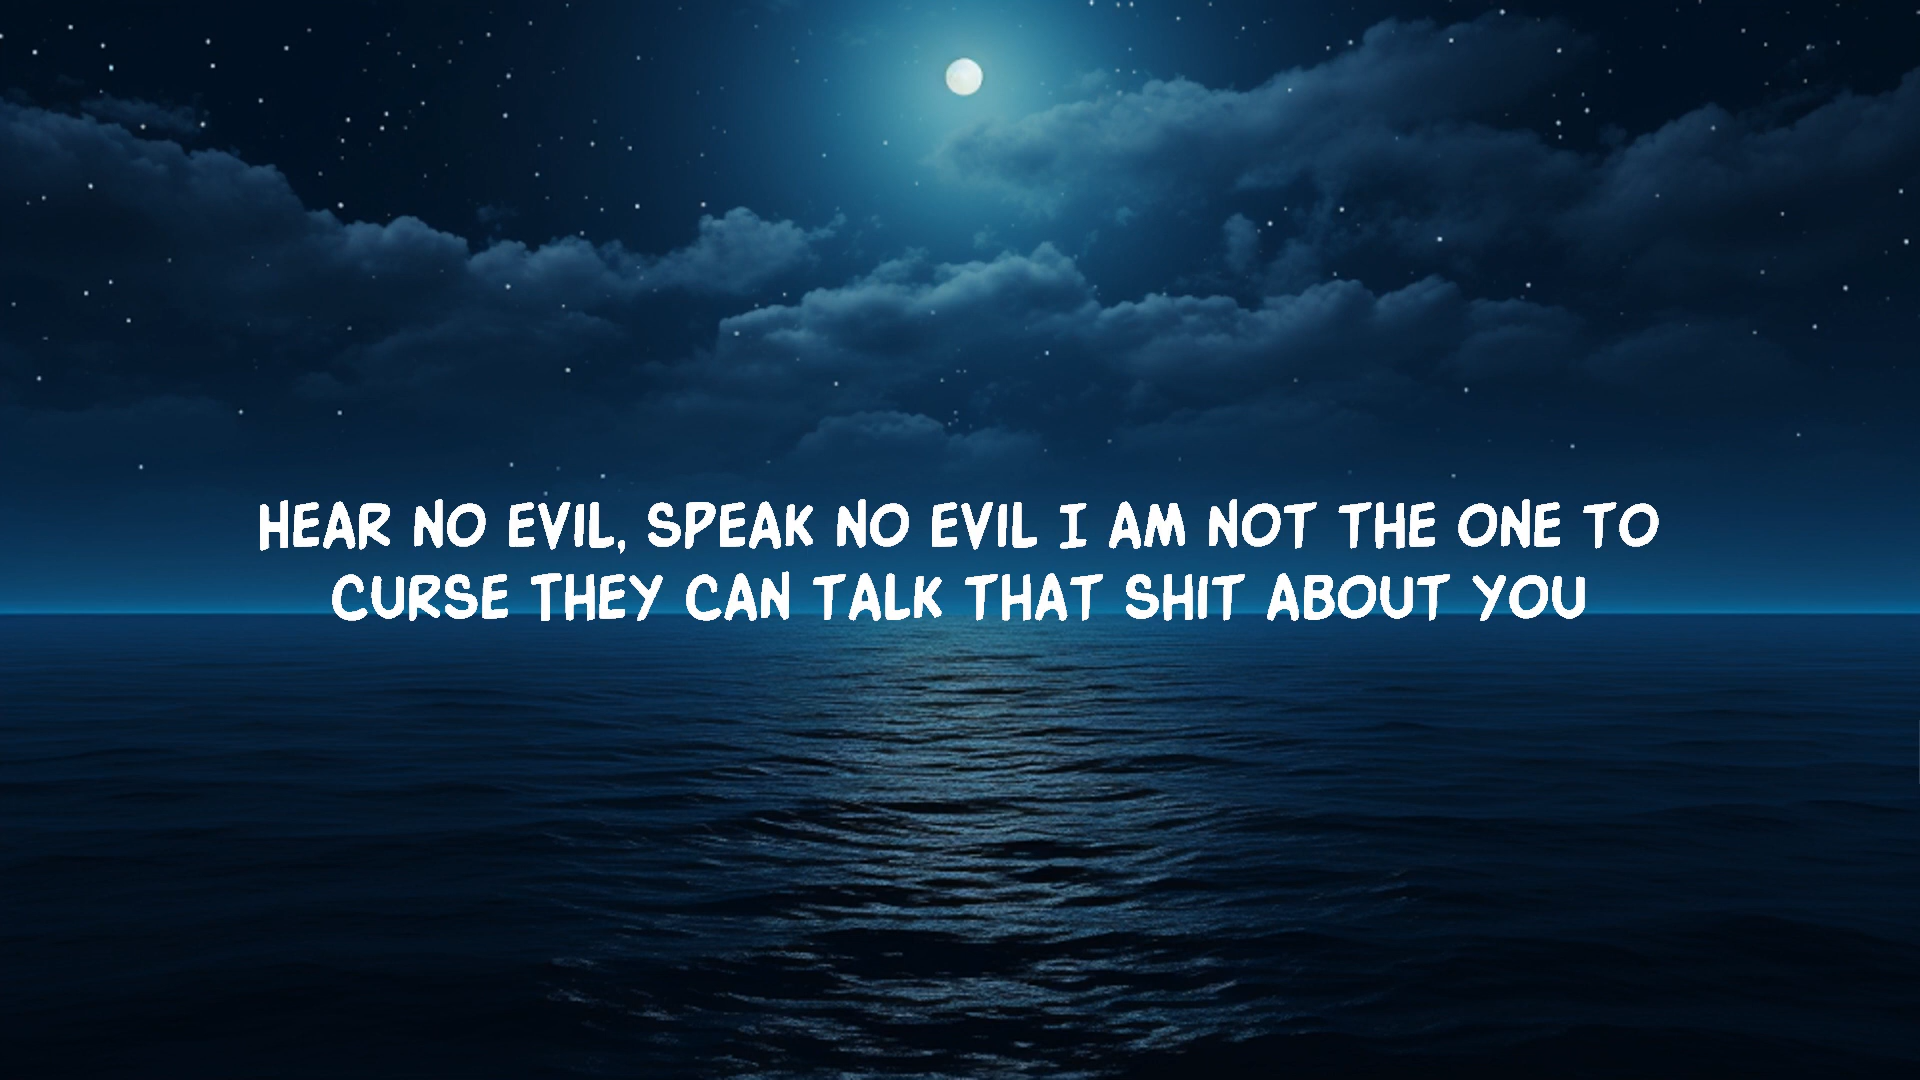 HEAR NO EVIL, SPEAK NO EVIL I AM NOT THE ONE TO
CURSE THEY CAN TALK THAT SHIT ABOUT YOU